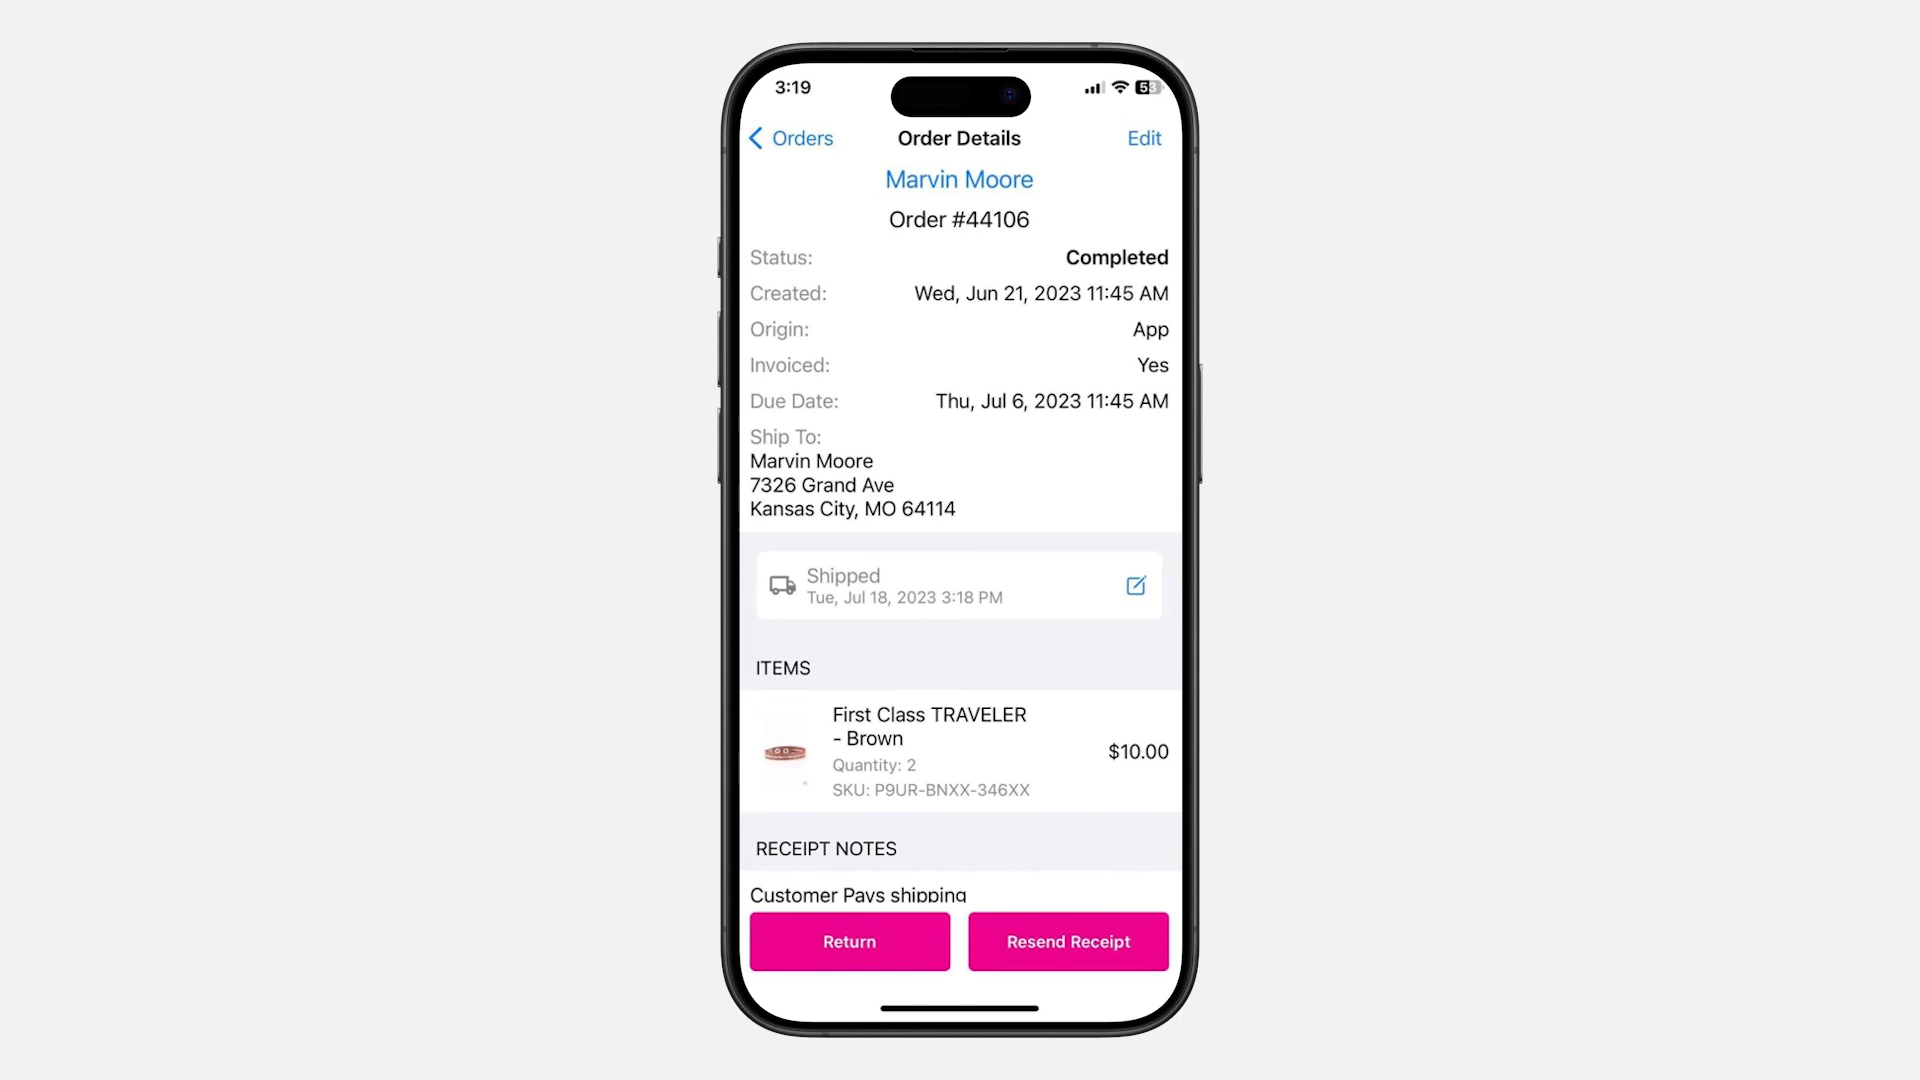 3:19
53
Orders
Order Details
Edit
Marvin Moore
Order #44106
Status:
Completed
Created:
Wed, Jun 21, 2023 11:45 AM
Origin:
App
Invoiced:
Yes
Due Date:
Thu, Jul 6, 2023 11:45 AM
Ship To:
Marvin Moore
7326 Grand Ave
Kansas City, MO 64114
Shipped
Tue, Jul 18, 2023 3:18 PM
ITEMS
First Class TRAVELER
- Brown
Quantity: 2
SKU: P9UR-BNXX-346XX
$10.00
RECEIPT NOTES
Customer Pays shipping
Return
Resend Receipt